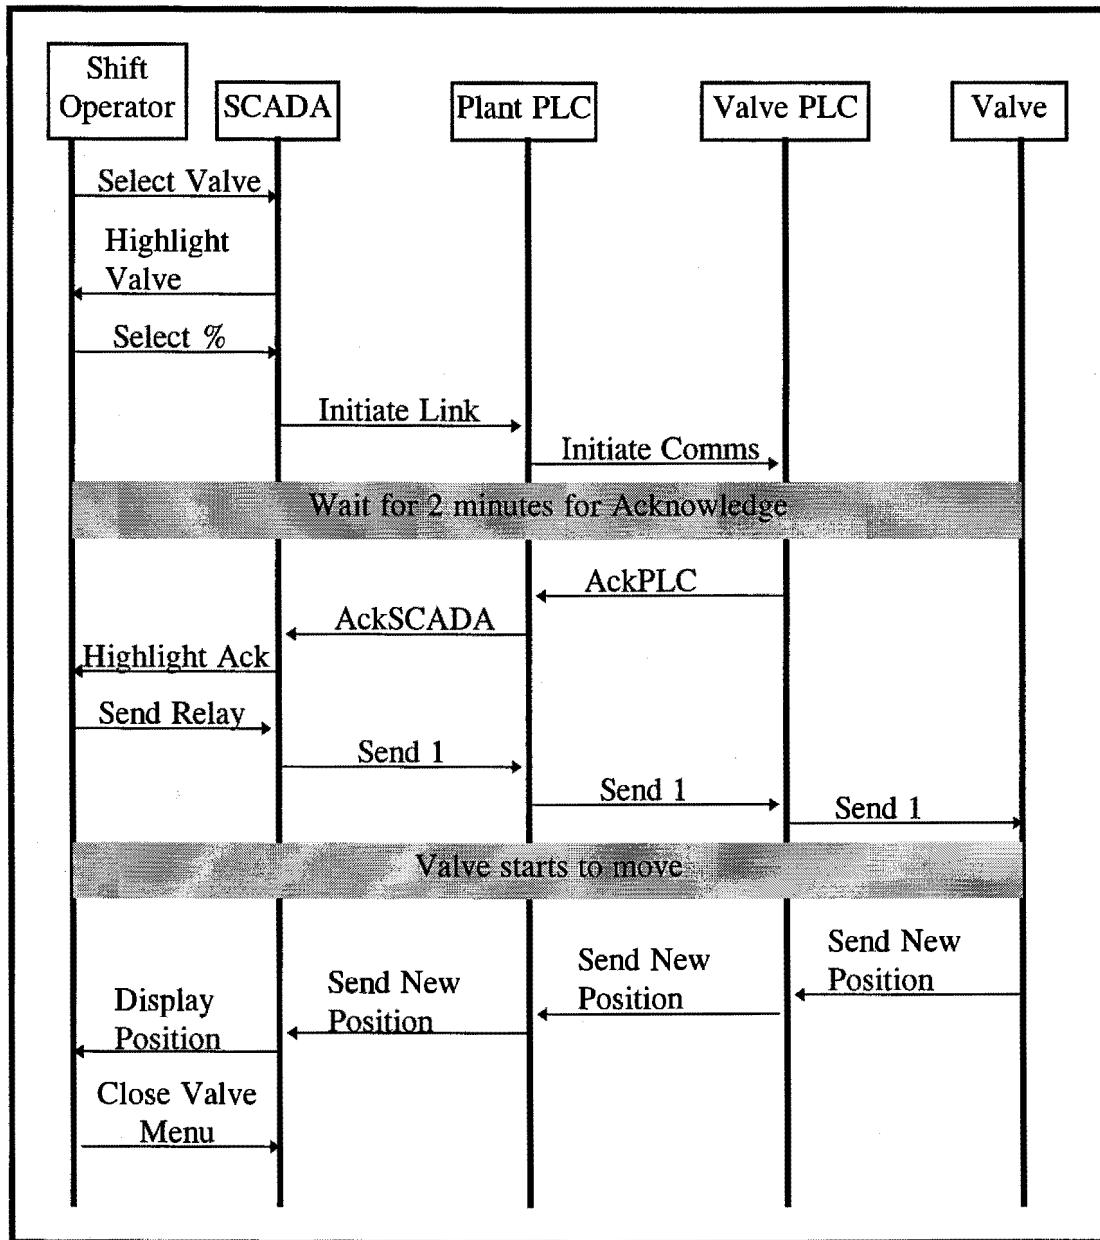 Shift
Operator
SCADA
Plant PLC
Valve PLC
Valve
Select Valve
Highlight
Valve
Select %
Initiate Link
Initiate Comms
Wait for 2 minutes for Acknowledge
AckPLC
AckSCADA
Highlight Ack
Send Relay
Send 1
Send 1
Send 1
Valve starts to move
Send New
Position
Send New
Position
Send New
Position
Display
Position
Close Valve
Menu